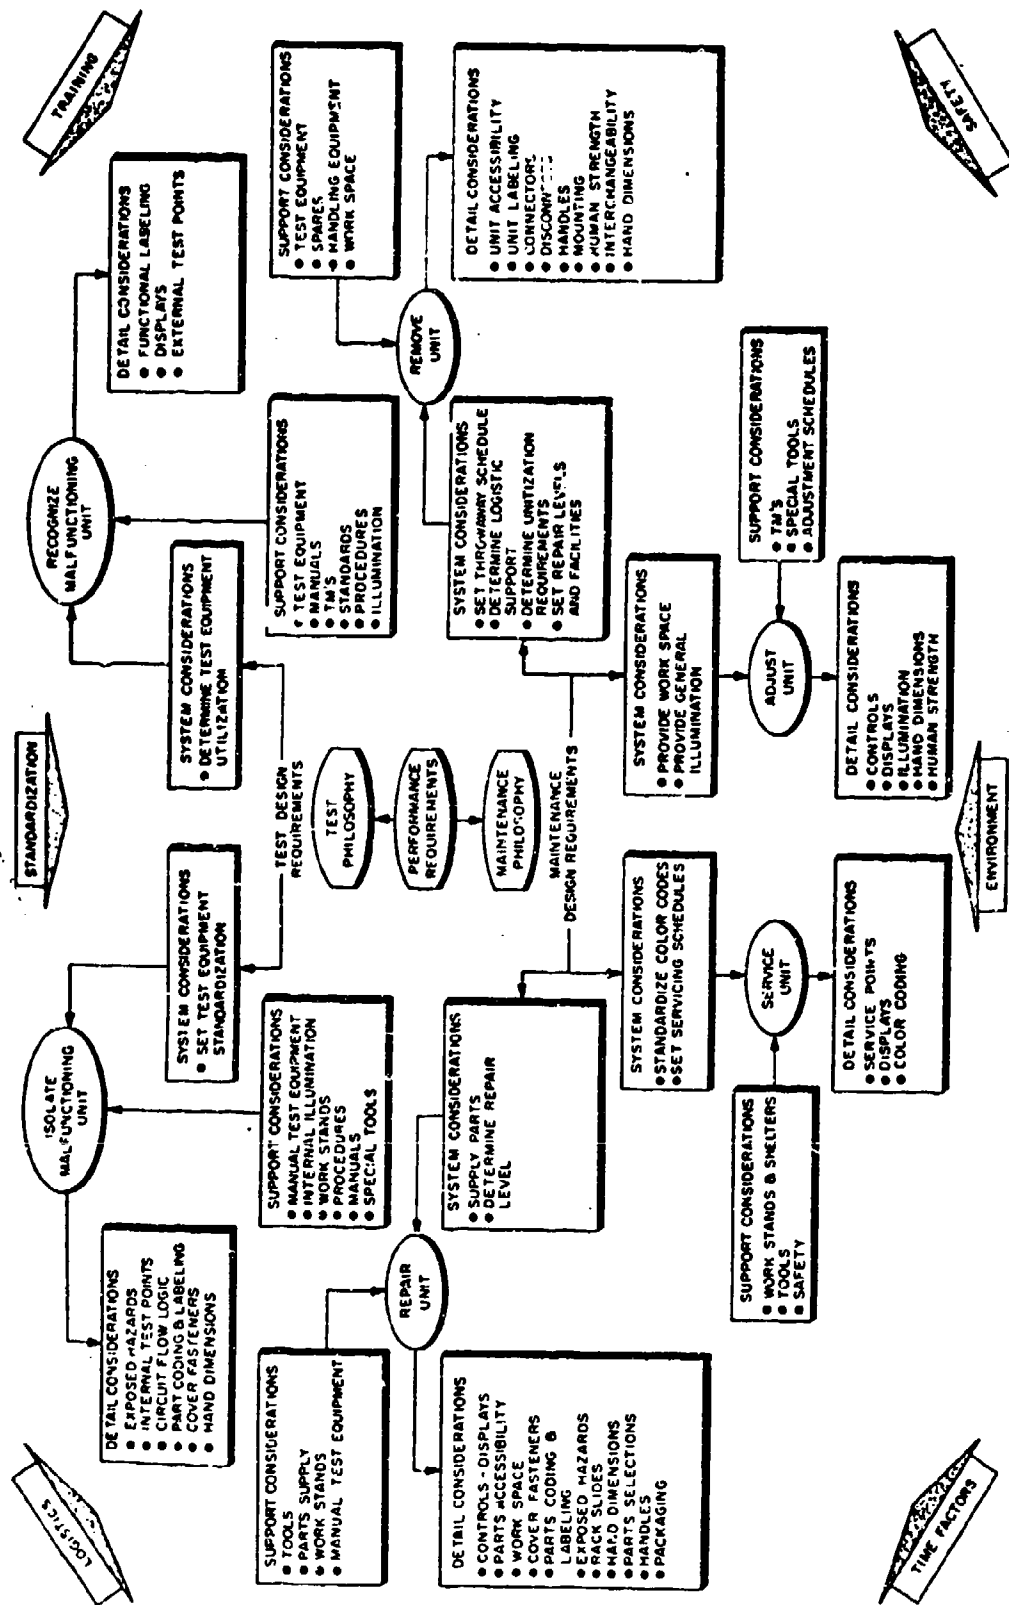 LOGISTICS
STANDARDIZATION
TRAINING
ISOLATE
MALFUNCTIONING
UNIT
RECOGNIZE
MALFUNCTIONING
UNIT
DETAIL CONSIDERATIONS
● EXPOSED HAZARDS
● INTERNAL TEST POINTS
● CIRCUIT FLOW LOGIC
● PART CODING & LABELING
● COVER FASTENERS
● HAND DIMENSIONS
SYSTEM CONSIDERATIONS
● SET TEST EQUIPMENT
STANDARDIZATION
SYSTEM CONSIDERATIONS
● DETERMINE TEST EQUIPMENT
UTILIZATION
DETAIL CONSIDERATIONS
● FUNCTIONAL LABELING
● DISPLAYS
● EXTERNAL TEST POINTS
TEST DESIGN
REQUIREMENTS
SUPPORT CONSIDERATIONS
● TOOLS
● PARTS SUPPLY
● WORK STANDS
● MANUAL TEST EQUIPMENT
SUPPORT CONSIDERATIONS
● MANUAL TEST EQUIPMENT
● INTERNAL ILLUMINATION
● WORK STANDS
● PROCEDURES
● MANUALS
● SPECIAL TOOLS
TEST
PHILOSOPHY
SUPPORT CONSIDERATIONS
● TEST EQUIPMENT
● MANUALS
● TM'S
● STANDARDS
● PROCEDURES
● ILLUMINATION
SUPPORT CONSIDERATIONS
● TEST EQUIPMENT
● SPARES
● HANDLING EQUIPMENT
● WORK SPACE
REPAIR
UNIT
PERFORMANCE
REQUIREMENTS
REMOVE
UNIT
MAINTENANCE
PHILOSOPHY
DETAIL CONSIDERATIONS
● CONTROLS - DISPLAYS
● PARTS ACCESSIBILITY
● WORK SPACE
● COVER FASTENERS
● PARTS CODING &
LABELING
● EXPOSED HAZARDS
● RACK SLIDES
● HAND DIMENSIONS
● PARTS SELECTIONS
● HANDLES
● PACKAGING
SYSTEM CONSIDERATIONS
● SUPPLY PARTS
● DETERMINE REPAIR
LEVEL
MAINTENANCE
DESIGN REQUIREMENTS
SYSTEM CONSIDERATIONS
● SET THROWAWAY SCHEDULE
● DETERMINE LOGISTIC
SUPPORT
● DETERMINE UNITIZATION
REQUIREMENTS
● SET REPAIR LEVELS
AND FACILITIES
DETAIL CONSIDERATIONS
● UNIT ACCESSIBILITY
● UNIT LABELING
● CONNECTORS
●
● HANDLES
● MOUNTING
● HUMAN STRENGTH
● INTERCHANGEABILITY
● HAND DIMENSIONS
SYSTEM CONSIDERATIONS
● STANDARDIZE COLOR CODES
● SET SERVICING SCHEDULES
SYSTEM CONSIDERATIONS
● PROVIDE WORK SPACE
● PROVIDE GENERAL
ILLUMINATION
SUPPORT CONSIDERATIONS
● WORK STANDS & SHELTERS
● TOOLS
● SAFETY
SERVICE
UNIT
ADJUST
UNIT
SUPPORT CONSIDERATIONS
● TM'S
● SPECIAL TOOLS
● ADJUSTMENT SCHEDULES
DETAIL CONSIDERATIONS
● SERVICE POINTS
● DISPLAYS
● COLOR CODING
DETAIL CONSIDERATIONS
● CONTROLS
● DISPLAYS
● ILLUMINATION
● HAND DIMENSIONS
● HUMAN STRENGTH
TIME FACTORS
ENVIRONMENT
SAFETY